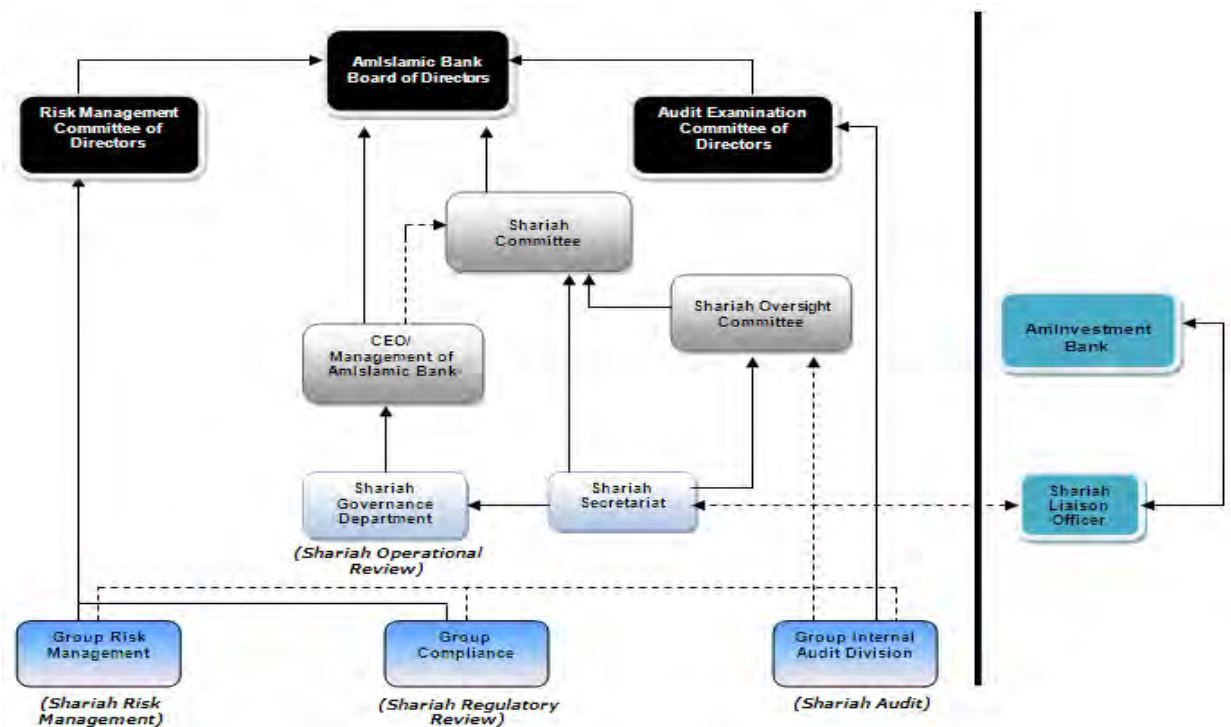 AmIslamic Bank
Board of Directors
Risk Management
Committee of
Directors
Audit Examination
Committee of
Directors
Shariah
Committee
Shariah Oversight
Committee
AmInvestment
Bank
CEO/
Management of
AmIslamic Bank
Shariah
Governance
Department
Shariah
Secretariat
Shariah
Liaison
Officer
(Shariah Operational
Review)
Group Risk
Management
Group
Compliance
Group Internal
Audit Division
(Shariah Risk
Management)
(Shariah Regulatory
Review)
(Shariah Audit)